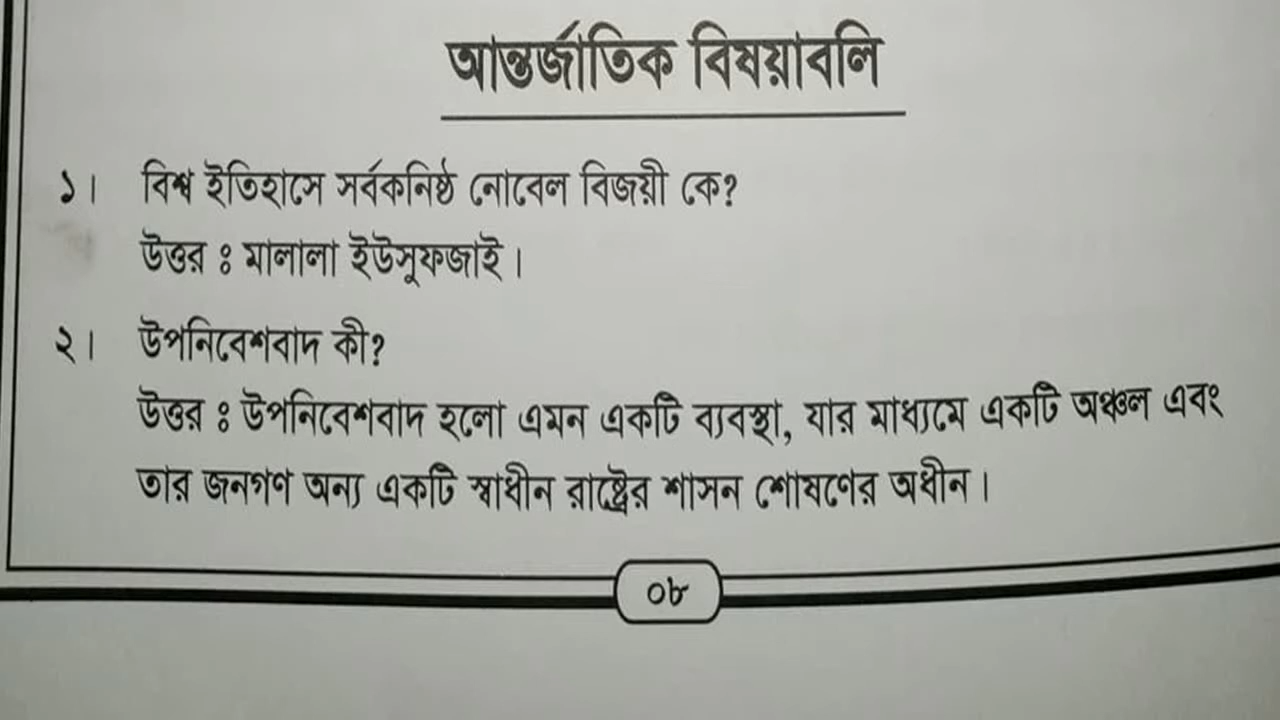 আন্তর্জাতিক বিষয়াবলি
১। বিশ্ব ইতিহাসে সর্বকনিষ্ঠ নোবেল বিজয়ী কে?
উত্তর ঃ মালালা ইউসুফজাই।
২। উপনিবেশবাদ কী?
উত্তর ঃ উপনিবেশবাদ হলো এমন একটি ব্যবস্থা, যার মাধ্যমে একটি অঞ্চল এবং
তার জনগণ অন্য একটি স্বাধীন রাষ্ট্রের শাসন শোষণের অধীন।
০৮